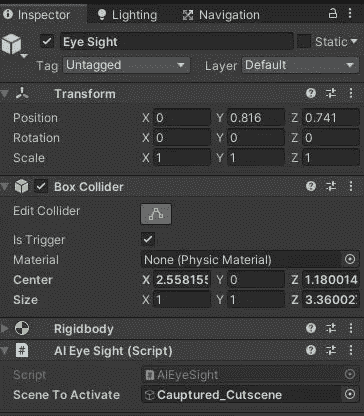 Inspector Lighting Navigation
Eye Sight Static
Tag Untagged Layer Default
Transform
Position X 0 Y 0.816 Z 0.741
Rotation X 0 Y 0 Z 0
Scale X 1 Y 1 Z 1
Box Collider
Edit Collider
Is Trigger
Material None (Physic Material)
Center X 2.558155 Y 0 Z 1.180014
Size X 1 Y 1 Z 3.36002
Rigidbody
AI Eye Sight (Script)
Script AIEyeSight
Scene To Activate Cauptured_Cutscene